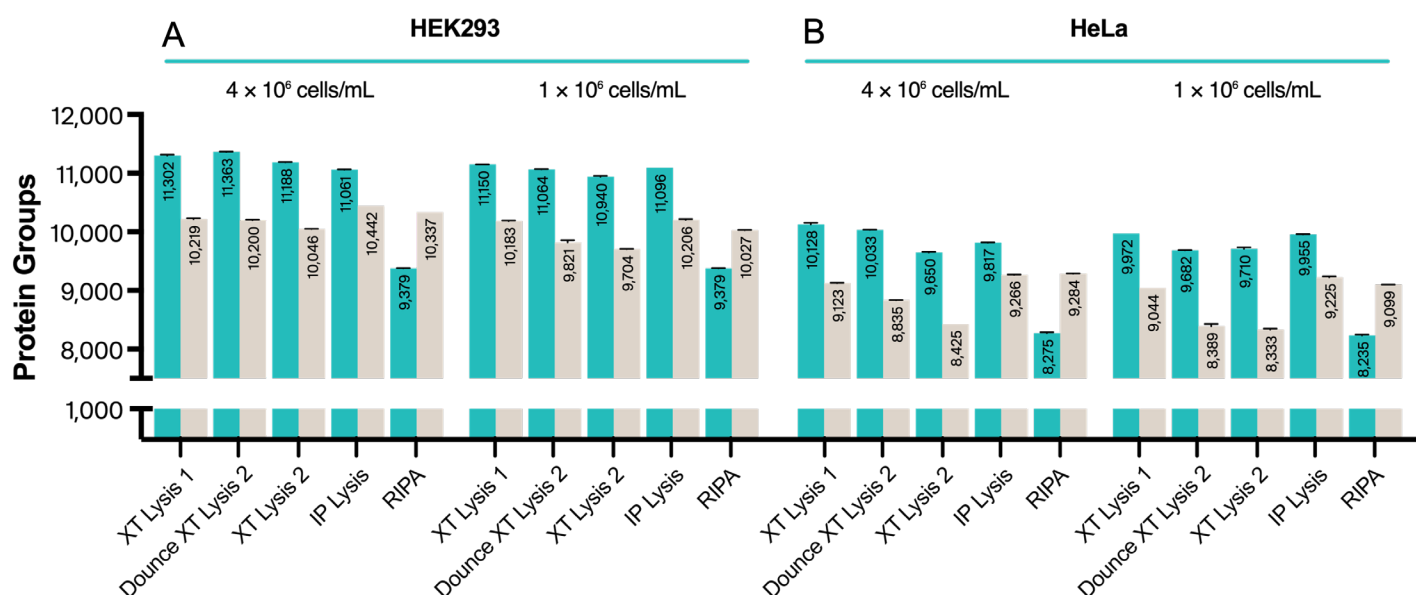 A HEK293 B HeLa
4 × 10⁶ cells/mL 1 × 10⁶ cells/mL 4 × 10⁶ cells/mL 1 × 10⁶ cells/mL
Protein Groups
12,000
11,000
10,000
9,000
8,000
1,000
11,302 10,219 11,363 10,200 11,188 10,046 11,061 10,442 9,379 10,337
11,150 10,183 11,064 9,821 10,940 9,704 11,096 10,206 9,379 10,027
10,128 9,123 10,033 8,835 9,650 8,425 9,817 9,266 8,275 9,284
9,972 9,044 9,682 8,389 9,710 8,333 9,955 9,225 8,235 9,099
XT Lysis 1 Dounce XT Lysis 2 XT Lysis 2 IP Lysis RIPA
XT Lysis 1 Dounce XT Lysis 2 XT Lysis 2 IP Lysis RIPA
XT Lysis 1 Dounce XT Lysis 2 XT Lysis 2 IP Lysis RIPA
XT Lysis 1 Dounce XT Lysis 2 XT Lysis 2 IP Lysis RIPA